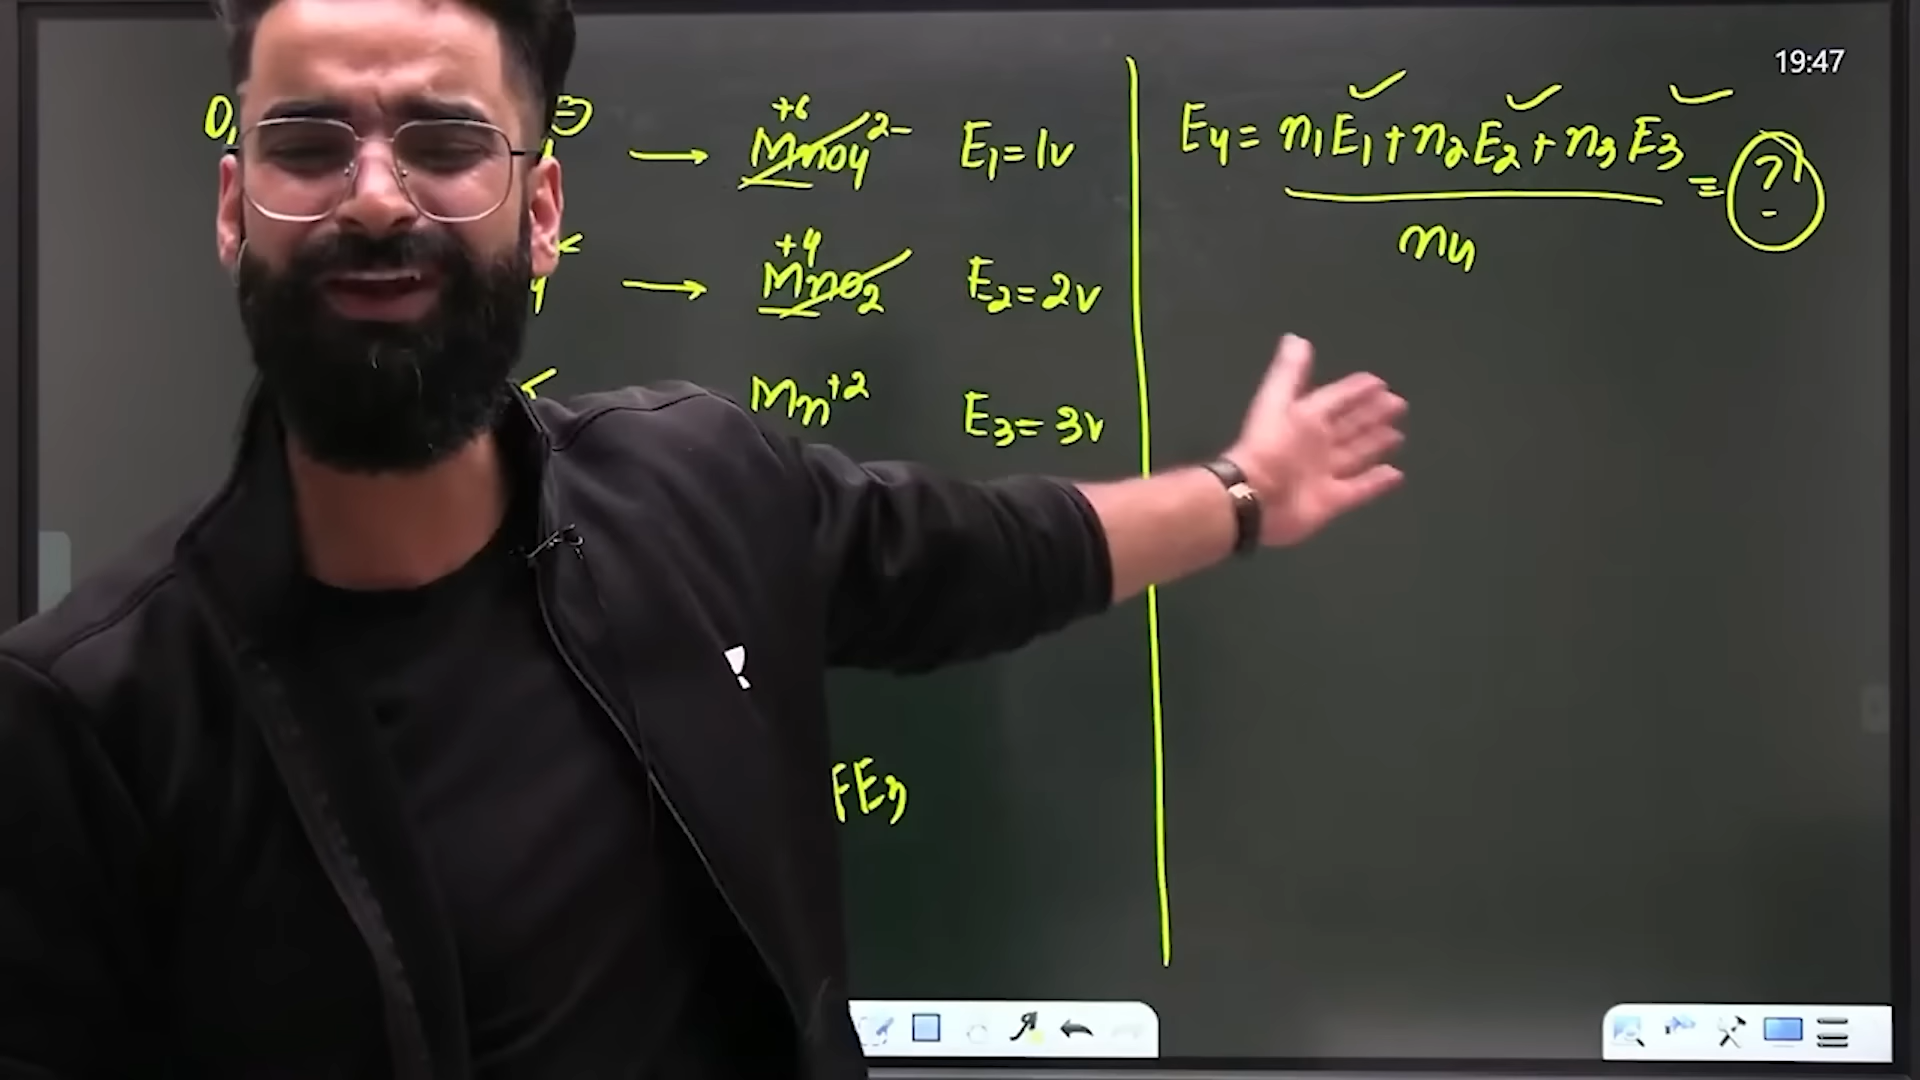 19:47
+6
MnO4 2- E1 = 1v
→
E4 = n1E1 + n2E2 + n3E3 = ?
n4
+4
→ MnO2 E2 = 2v
Mn+2 E3 = 3v
FE3